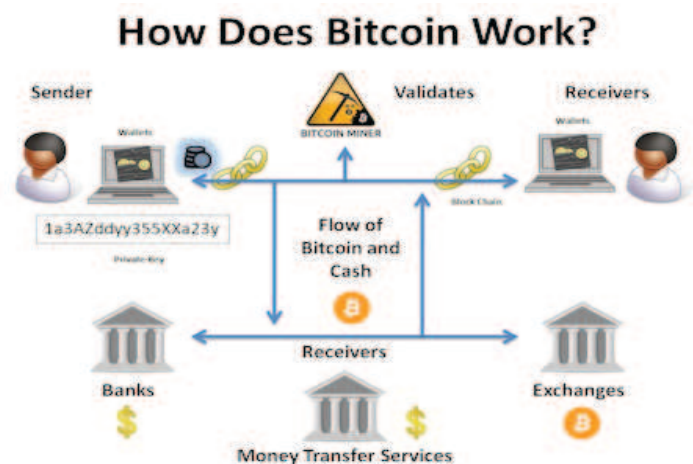 How Does Bitcoin Work?
Sender
Validates
Receivers
Wallets
BITCOIN MINER
Wallets
1a3AZddyy355XXa23y
Private Key
Block Chain
Flow of
Bitcoin and
Cash
Receivers
Banks
Exchanges
Money Transfer Services